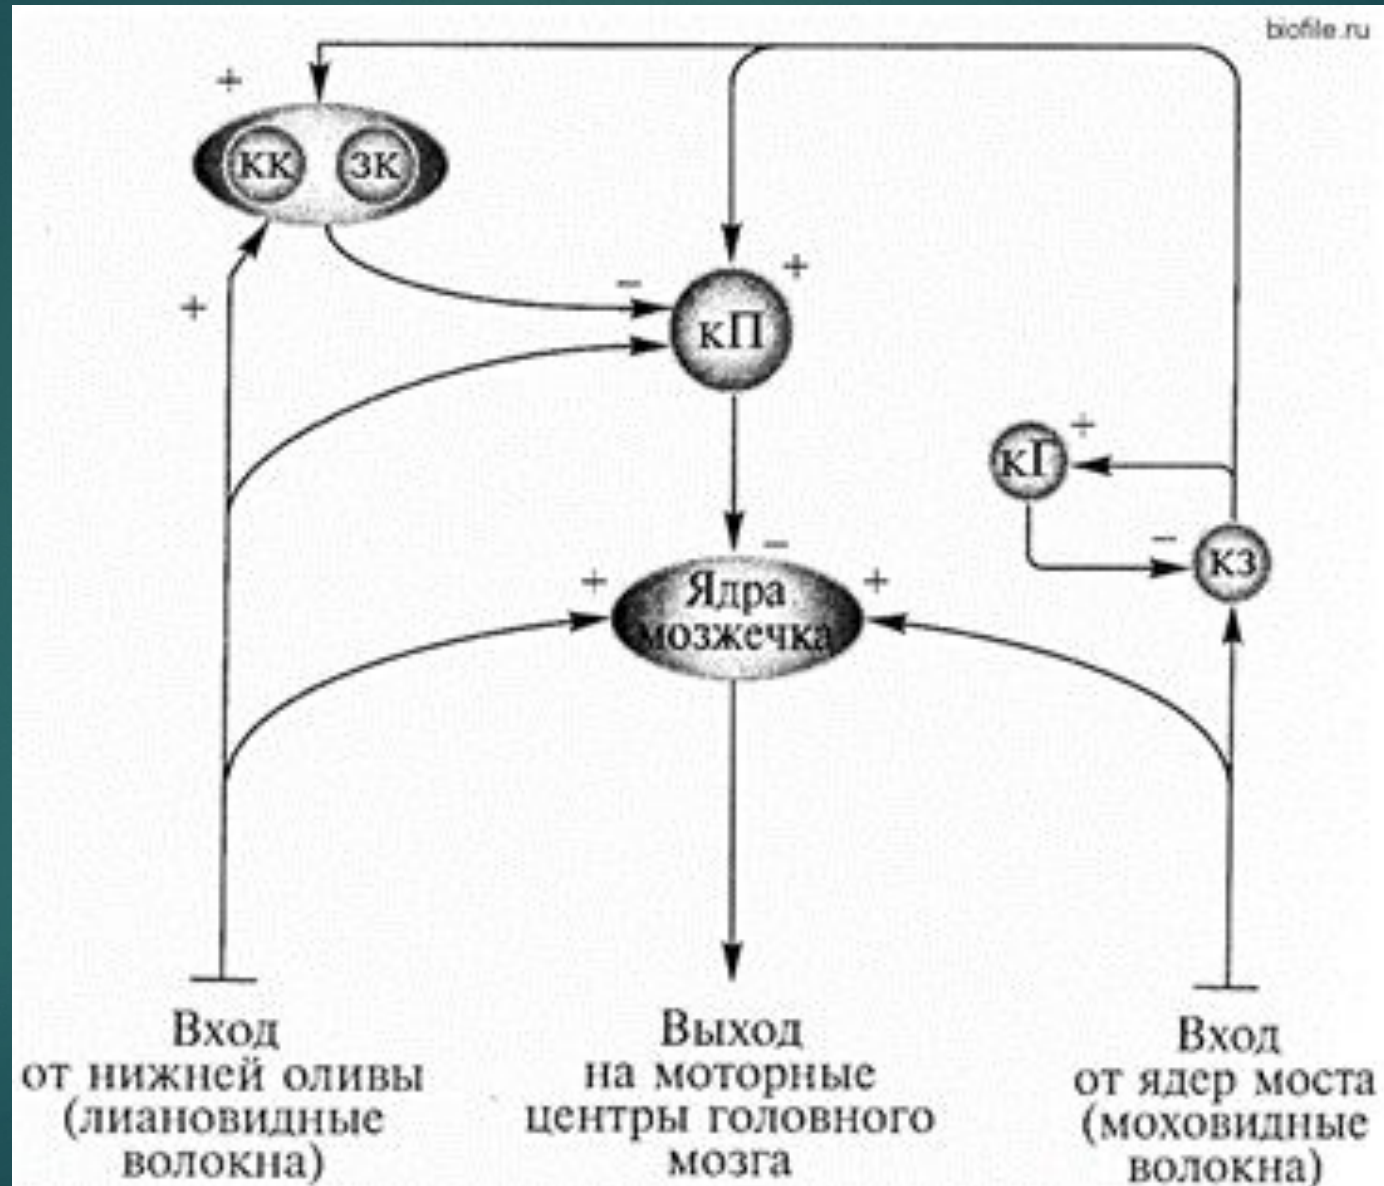 biofile.ru
+
кк зк
+
–
+
кП
кГ
+
–
кз
–
+
Ядра
мозжечка
+
Вход
от нижней оливы
(лиановидные
волокна)
Выход
на моторные
центры головного
мозга
Вход
от ядер моста
(моховидные
волокна)